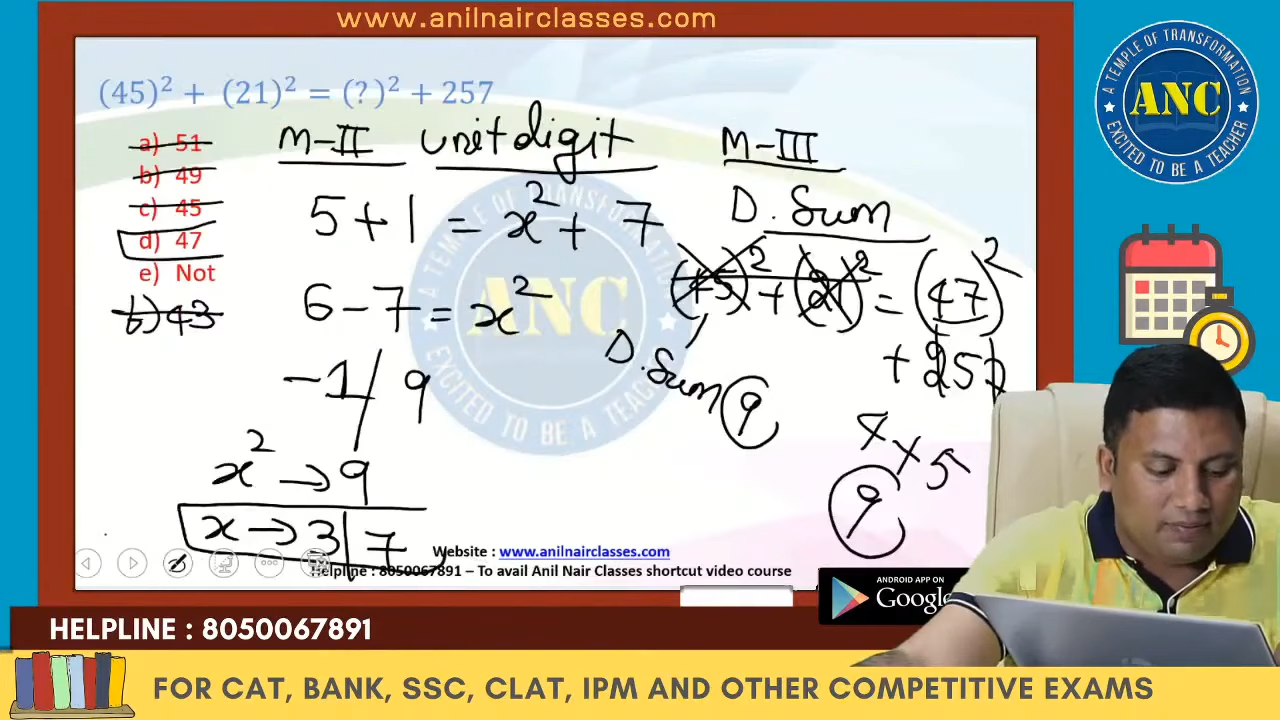 www.anilnairclasses.com
(45)² + (21)² = (?)² + 257
a) 51
b) 49
c) 45
d) 47
e) Not
b) 43
M-II unit digit
5 + 1 = x² + 7
6 - 7 = x²
-1 / 9
x² → 9
x → 3 | 7
M-III
D. Sum
(45)² + (21)² = (47)²
+ 257
D. Sum 9
4 + 5
9
A TEMPLE OF TRANSFORMATION
ANC
EXCITED TO BE A TEACHER
Website : www.anilnairclasses.com
Helpline : 8050067891 – To avail Anil Nair Classes shortcut video course
ANDROID APP ON
Google
HELPLINE : 8050067891
FOR CAT, BANK, SSC, CLAT, IPM AND OTHER COMPETITIVE EXAMS